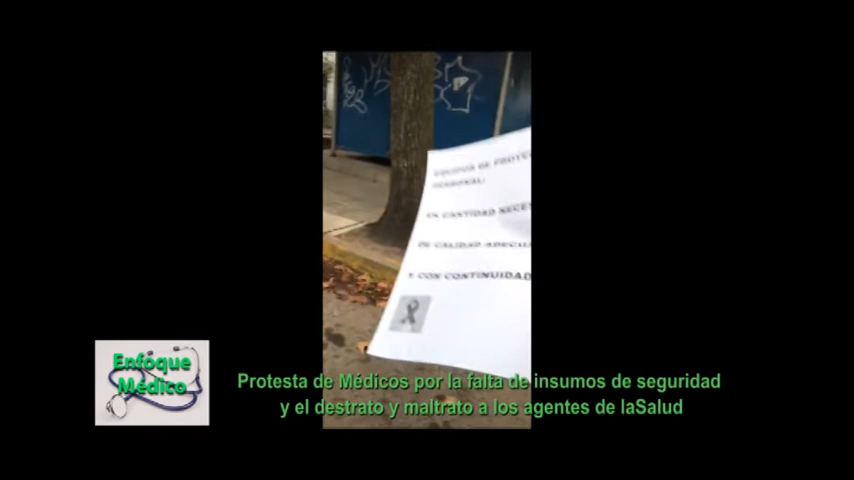 EQUIPOS DE PROTE
PERSONAL:
EN CANTIDAD NECE
DE CALIDAD ADECU
Y CON CONTINUIDAD
Enfoque
Médico
Protesta de Médicos por la falta de insumos de seguridad
y el destrato y maltrato a los agentes de laSalud